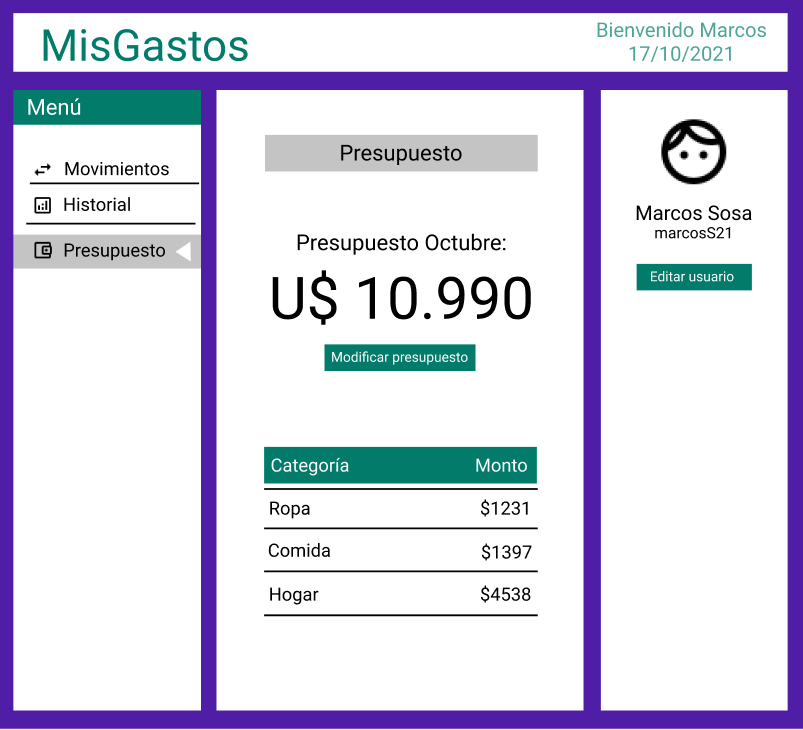 MisGastos
Bienvenido Marcos
17/10/2021
Menú
Movimientos
Historial
Presupuesto
Presupuesto
Presupuesto Octubre:
U$ 10.990
Modificar presupuesto
Categoría Monto
Ropa $1231
Comida $1397
Hogar $4538
Marcos Sosa
marcosS21
Editar usuario